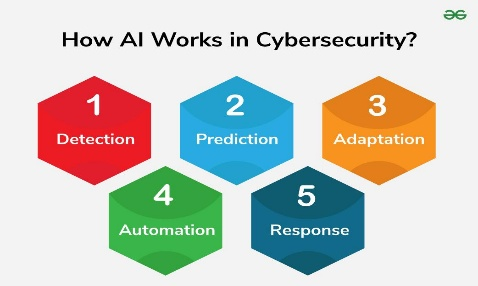 How AI Works in Cybersecurity?
1
Detection
2
Prediction
3
Adaptation
4
Automation
5
Response